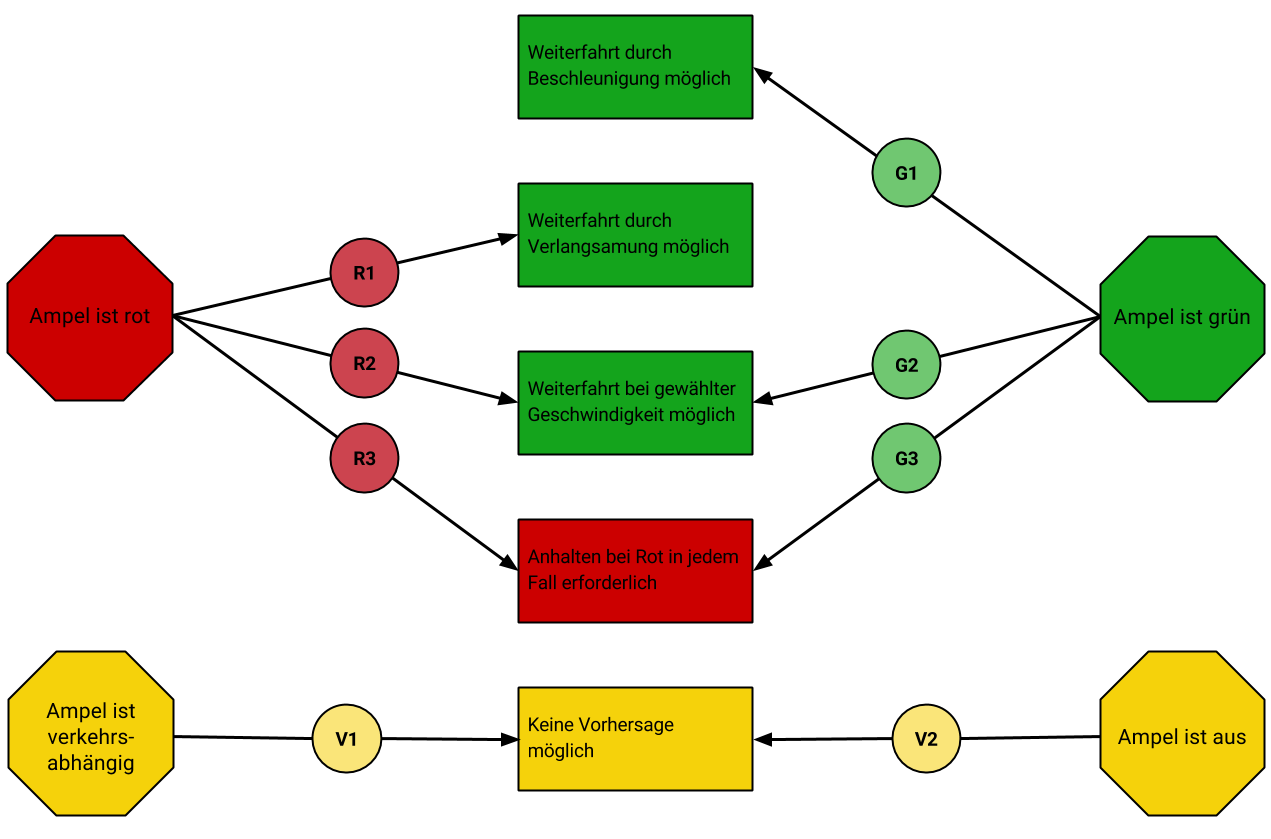 Weiterfahrt durch
Beschleunigung möglich
G1
Weiterfahrt durch
Verlangsamung möglich
R1
Ampel ist rot
Ampel ist grün
R2
G2
Weiterfahrt bei gewählter
Geschwindigkeit möglich
R3
G3
Anhalten bei Rot in jedem
Fall erforderlich
Ampel ist
verkehrs-
abhängig
V1
Keine Vorhersage
möglich
V2
Ampel ist aus